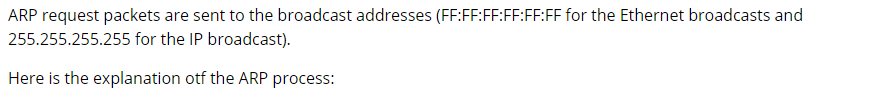 ARP request packets are sent to the broadcast addresses (FF:FF:FF:FF:FF:FF for the Ethernet broadcasts and
255.255.255.255 for the IP broadcast).
Here is the explanation otf the ARP process: